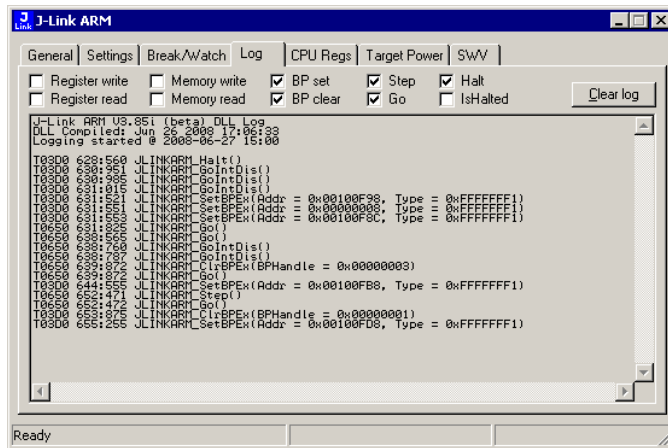 J-Link ARM
General Settings Break/Watch Log CPU Regs Target Power SWV
Register write Memory write BP set Step Halt
Register read Memory read BP clear Go IsHalted
Clear log
J-Link ARM V3.85i (beta) DLL Log
DLL Compiled: Jun 26 2008 17:06:33
Logging started @ 2008-06-27 15:00
T03D0 628:560 JLINKARM_Halt()
T03D0 630:951 JLINKARM_GoIntDis()
T03D0 630:985 JLINKARM_GoIntDis()
T03D0 631:015 JLINKARM_GoIntDis()
T03D0 631:521 JLINKARM_SetBPEx(Addr = 0x00100F98, Type = 0xFFFFFFF1)
T03D0 631:551 JLINKARM_SetBPEx(Addr = 0x00000008, Type = 0xFFFFFFF1)
T03D0 631:553 JLINKARM_SetBPEx(Addr = 0x00100F8C, Type = 0xFFFFFFF1)
T0650 631:825 JLINKARM_Go()
T0650 638:565 JLINKARM_Go()
T0650 638:760 JLINKARM_GoIntDis()
T0650 638:787 JLINKARM_GoIntDis()
T0650 639:872 JLINKARM_ClrBPEx(BPHandle = 0x00000003)
T0650 639:872 JLINKARM_Go()
T03D0 644:555 JLINKARM_SetBPEx(Addr = 0x00100FB8, Type = 0xFFFFFFF1)
T0650 652:471 JLINKARM_Step()
T0650 652:472 JLINKARM_Go()
T03D0 653:875 JLINKARM_ClrBPEx(BPHandle = 0x00000001)
T03D0 655:255 JLINKARM_SetBPEx(Addr = 0x00100FD8, Type = 0xFFFFFFF1)
Ready